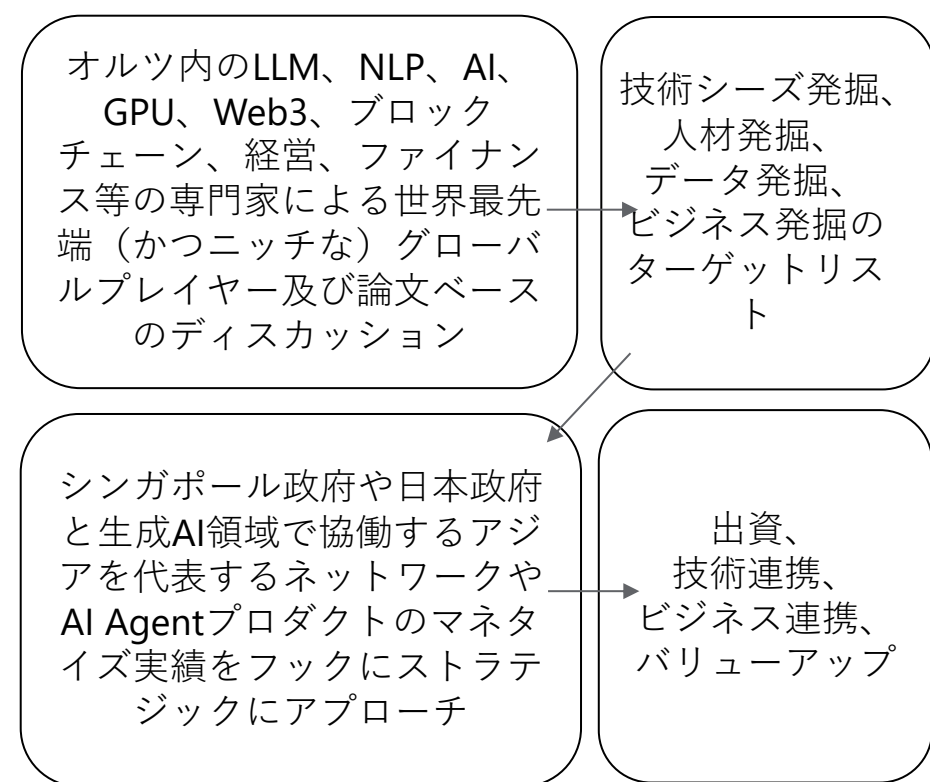 オルツ内のLLM、NLP、AI、
GPU、Web3、ブロック
チェーン、経営、ファイナン
ス等の専門家による世界最先
端（かつニッチな）グローバ
ルプレイヤー及び論文ベース
のディスカッション
技術シーズ発掘、
人材発掘、
データ発掘、
ビジネス発掘の
ターゲットリス
ト
シンガポール政府や日本政府
と生成AI領域で協働するアジ
アを代表するネットワークや
AI Agentプロダクトのマネタ
イズ実績をフックにストラテ
ジックにアプローチ
出資、
技術連携、
ビジネス連携、
バリューアップ